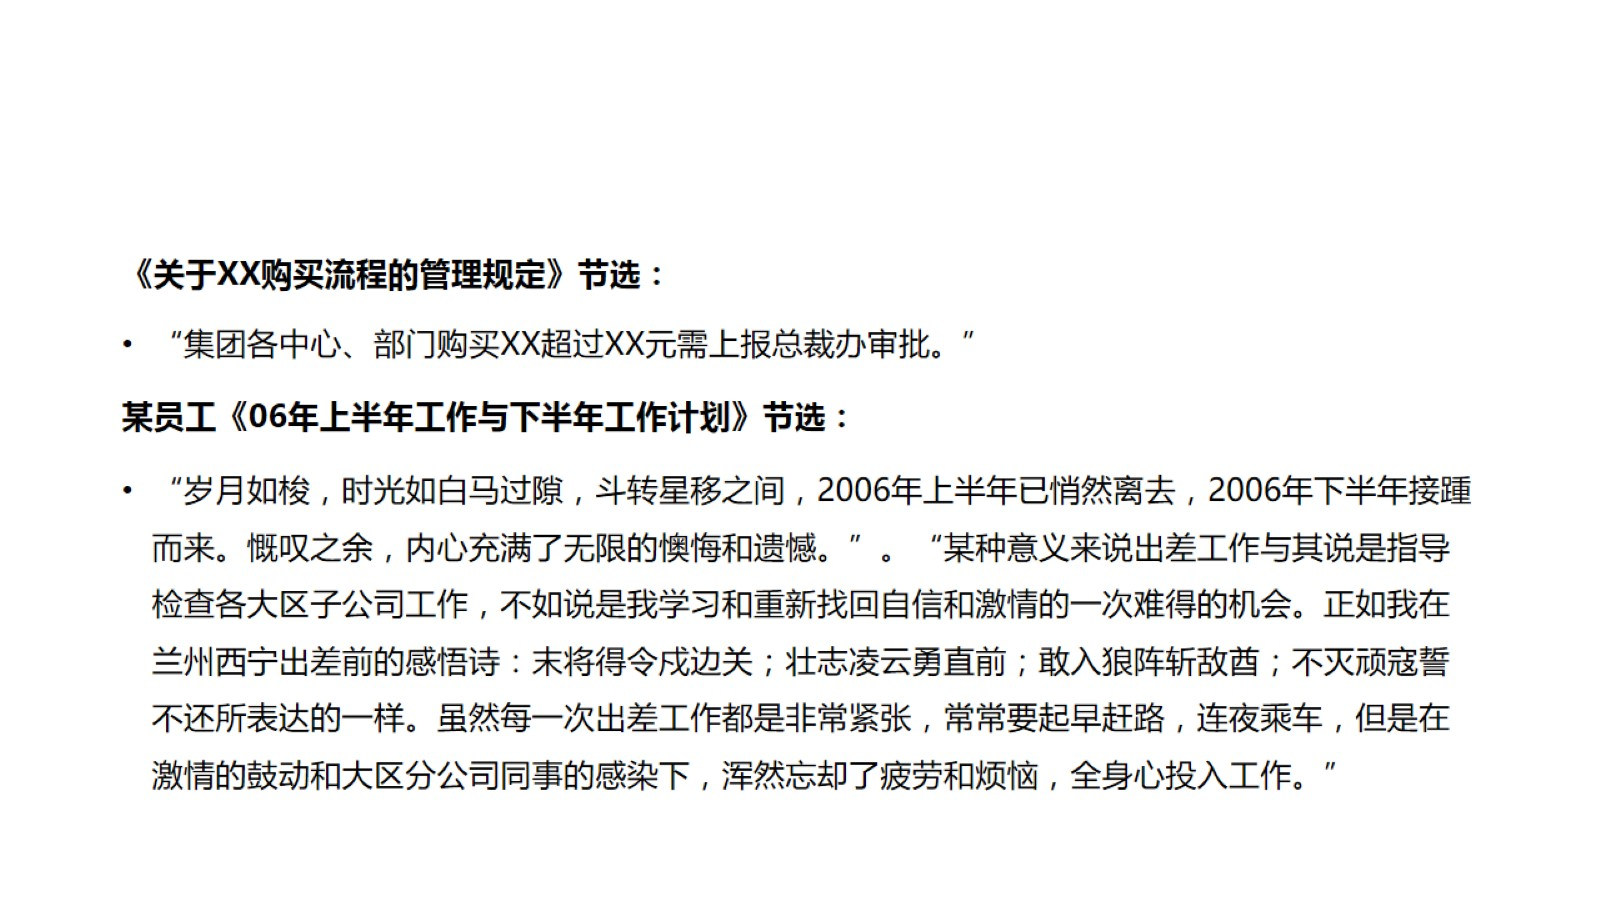 《关于XX购买流程的管理规定》节选：
• “集团各中心、部门购买XX超过XX元需上报总裁办审批。”
某员工《06年上半年工作与下半年工作计划》节选：
• “岁月如梭，时光如白马过隙，斗转星移之间，2006年上半年已悄然离去，2006年下半年接踵
而来。慨叹之余，内心充满了无限的懊悔和遗憾。”。“某种意义来说出差工作与其说是指导
检查各大区子公司工作，不如说是我学习和重新找回自信和激情的一次难得的机会。正如我在
兰州西宁出差前的感悟诗：末将得令戍边关；壮志凌云勇直前；敢入狼阵斩敌酋；不灭顽寇誓
不还所表达的一样。虽然每一次出差工作都是非常紧张，常常要起早赶路，连夜乘车，但是在
激情的鼓动和大区分公司同事的感染下，浑然忘却了疲劳和烦恼，全身心投入工作。”